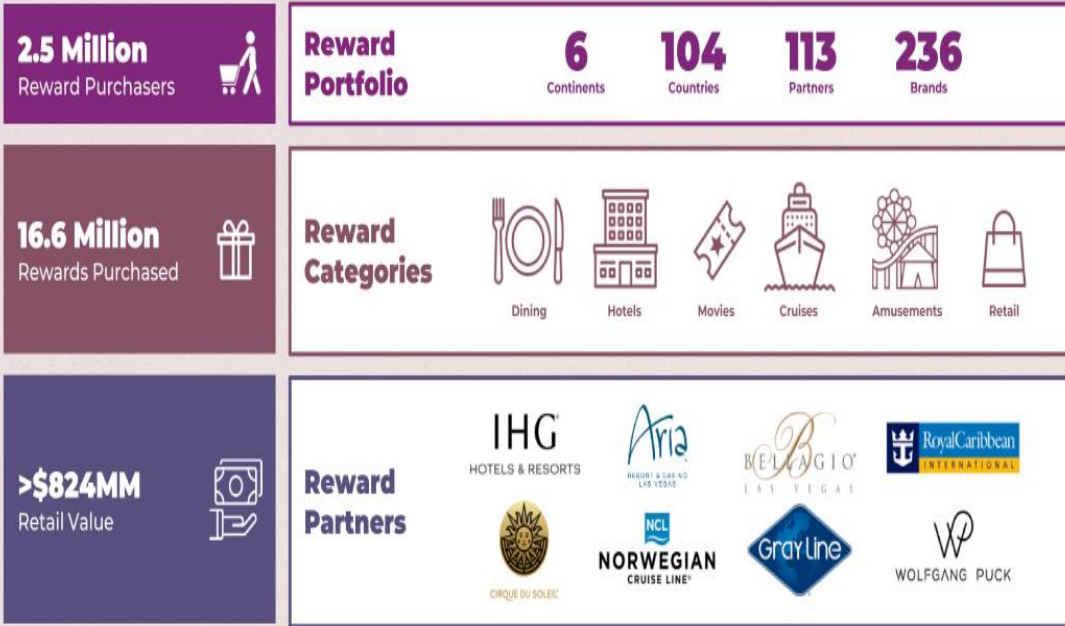 2.5 Million
Reward Purchasers
Reward
Portfolio
6
Continents
104
Countries
113
Partners
236
Brands
16.6 Million
Rewards Purchased
Reward
Categories
Dining
Hotels
Movies
Cruises
Amusements
Retail
>$824MM
Retail Value
Reward
Partners
IHG
HOTELS & RESORTS
Aria
RESORT & CASINO
LAS VEGAS
B
BELLAGIO®
LAS VEGAS
RoyalCaribbean
INTERNATIONAL
CIRQUE DU SOLEIL
NCL
NORWEGIAN
CRUISE LINE®
Gray Line
WP
WOLFGANG PUCK